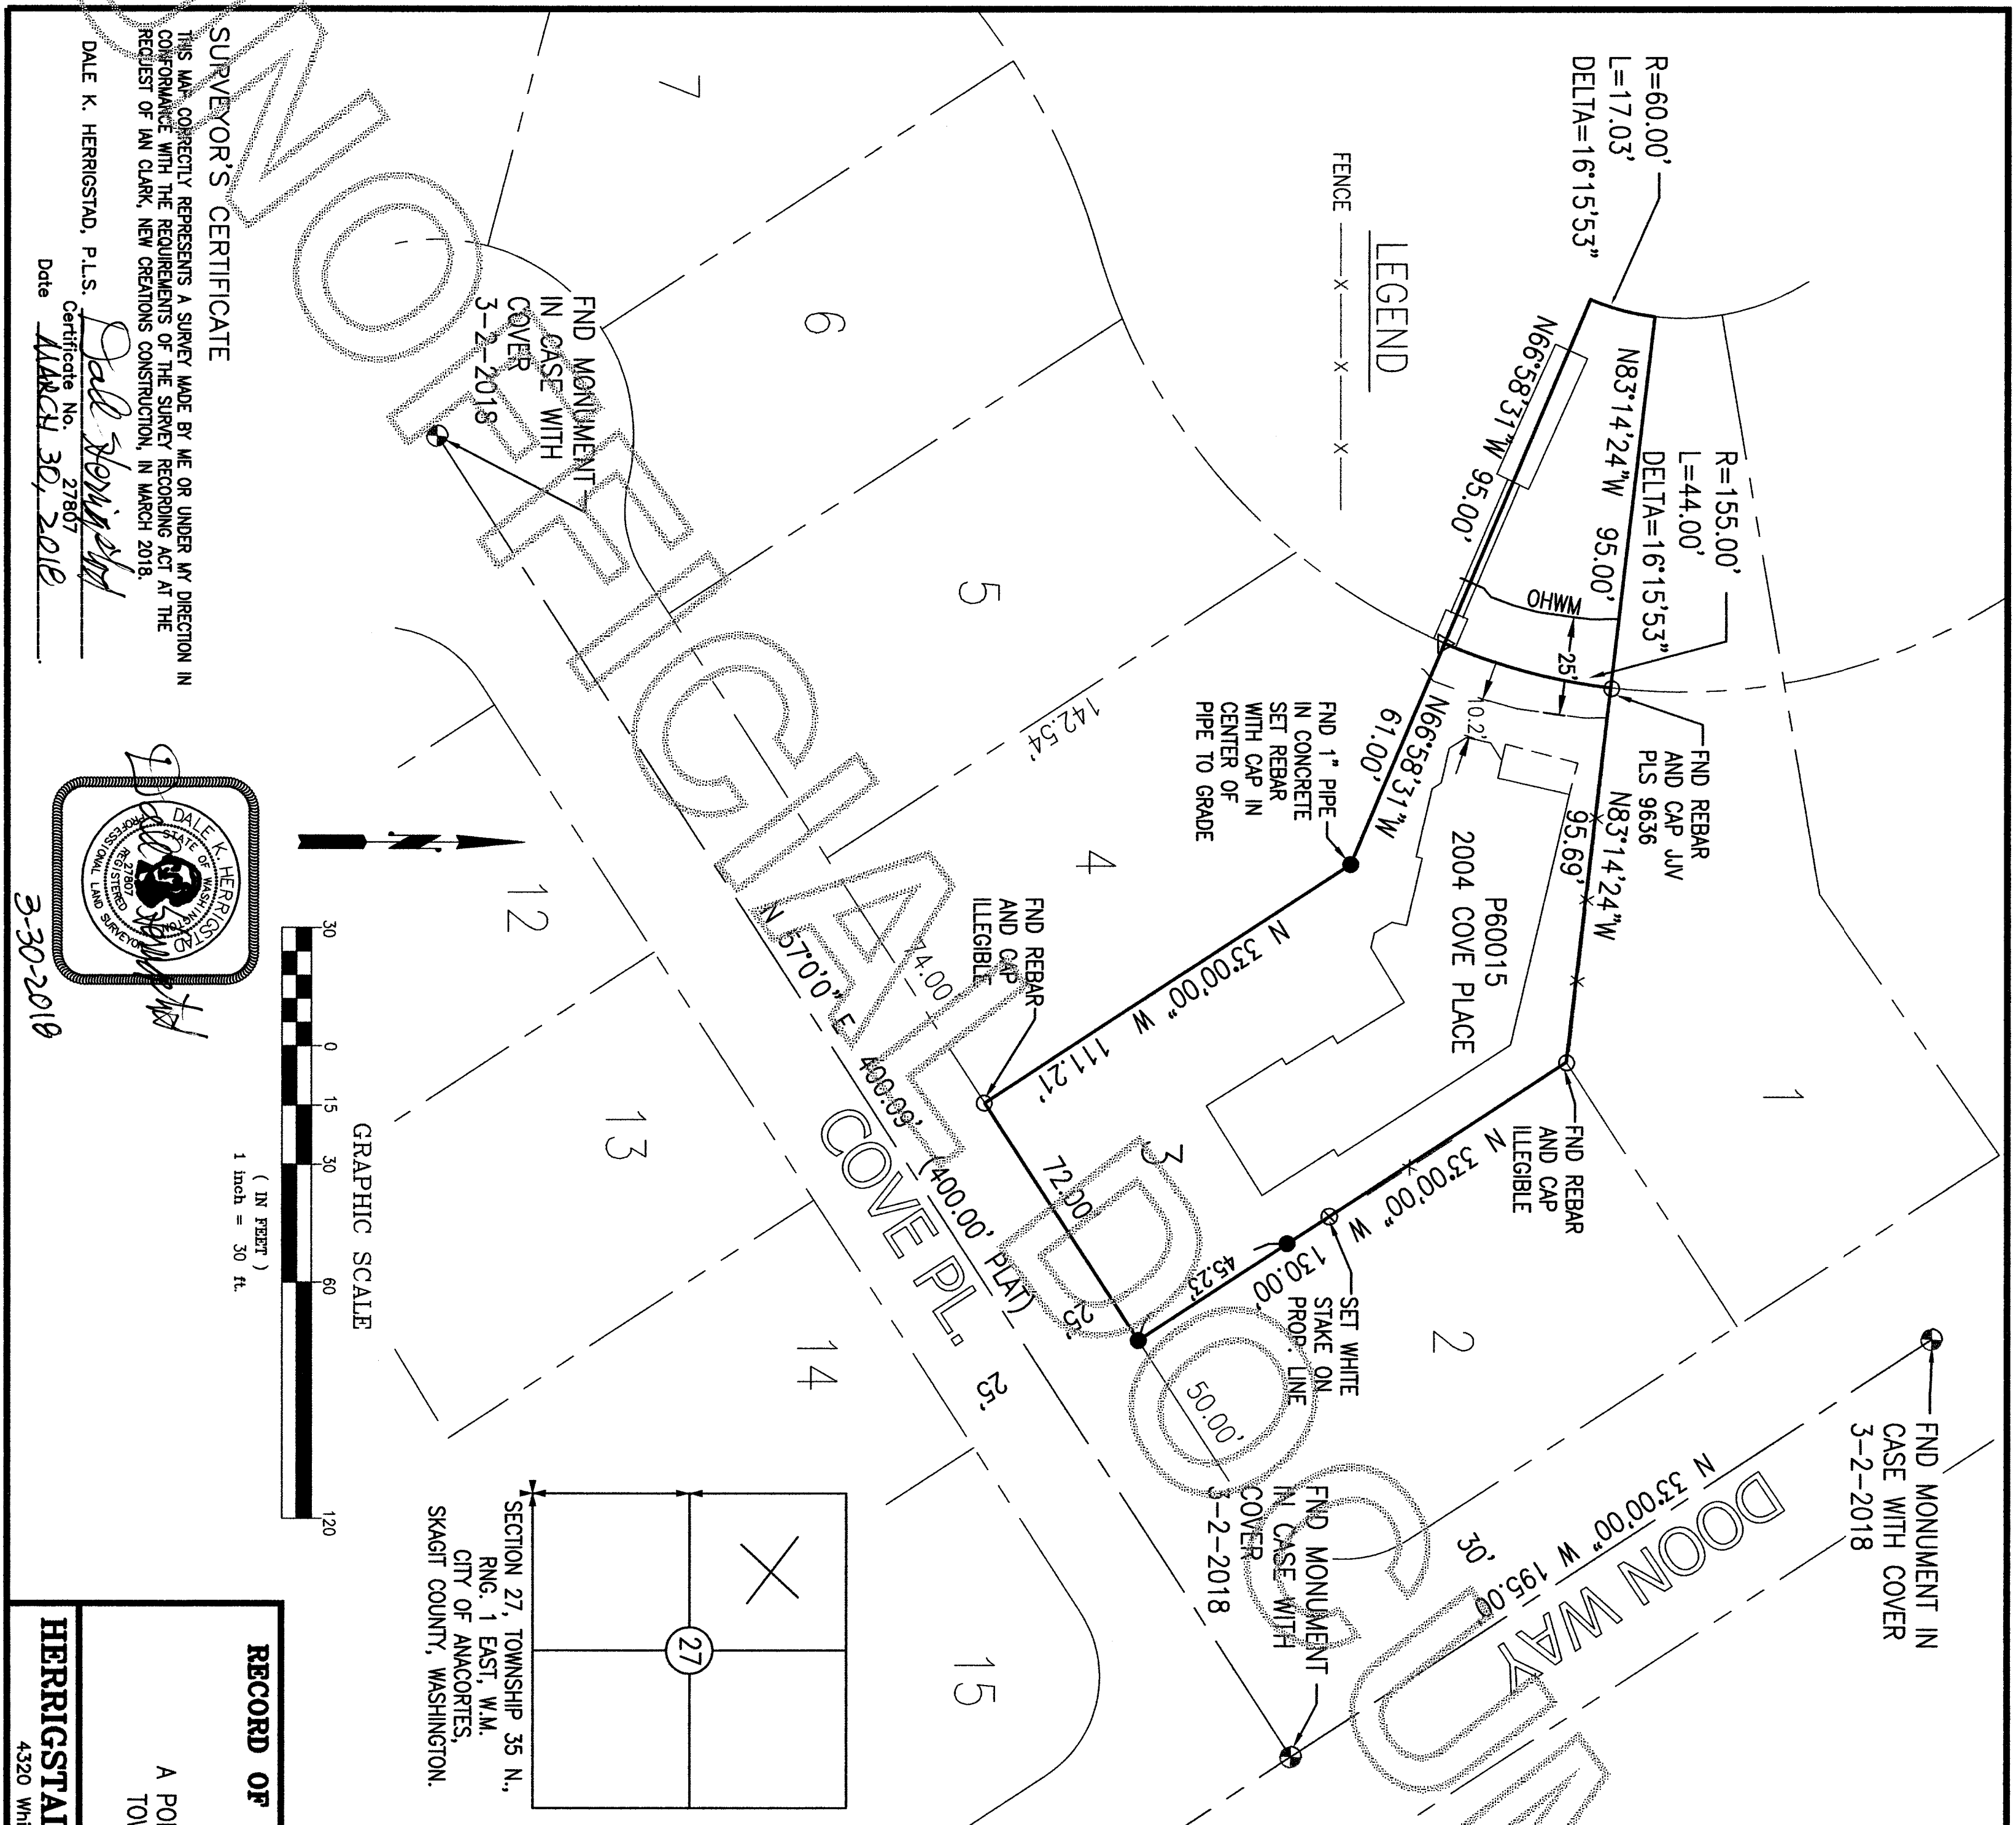 R=60.00'
L=17.03'
DELTA=16°15'53"
LEGEND
FENCE
N66°58'31"W 95.00'
N83°14'24"W 95.00'
R=155.00'
L=44.00'
DELTA=16°15'53"
OHWM
25'
10.2'
FND REBAR
AND CAP JJV
PLS 9636
N83°14'24"W
95.69'
N66°58'31"W
61.00'
FND 1" PIPE
IN CONCRETE
SET REBAR
WITH CAP IN
CENTER OF
PIPE TO GRADE
P60015
2004 COVE PLACE
FND REBAR
AND CAP
ILLEGIBLE
N 33°00'00" W 111.21'
FND REBAR
AND CAP
ILLEGIBLE
N 33°00'00" W 130.00'
45.23'
SET WHITE
STAKE ON
PROP. LINE
72.00'
74.00'
142.54'
50.00'
25'
25'
N 57°0'0" E 400.09' (400.00' PLAT)
COVE PL.
FND MONUMENT
IN CASE WITH
COVER
3-2-2018
FND MONUMENT
IN CASE WITH
COVER
3-2-2018
FND MONUMENT IN
CASE WITH COVER
3-2-2018
N 33°00'00" W 195.00'
30'
DOON WAY
1
2
3
4
5
6
7
12
13
14
15
UNOFFICIAL DOCUM
SECTION 27, TOWNSHIP 35 N.,
RNG. 1 EAST, W.M.
CITY OF ANACORTES,
SKAGIT COUNTY, WASHINGTON.
27
X
GRAPHIC SCALE
30 0 15 30 60 120
( IN FEET )
1 inch = 30 ft.
SURVEYOR'S CERTIFICATE
THIS MAP CORRECTLY REPRESENTS A SURVEY MADE BY ME OR UNDER MY DIRECTION IN
CONFORMANCE WITH THE REQUIREMENTS OF THE SURVEY RECORDING ACT AT THE
REQUEST OF IAN CLARK, NEW CREATIONS CONSTRUCTION, IN MARCH 2018.
DALE K. HERRIGSTAD, P.L.S.
Certificate No. 27807
Date MARCH 30, 2018
DALE K. HERRIGSTAD
STATE OF WASHINGTON
27807
REGISTERED
PROFESSIONAL LAND SURVEYOR
3-30-2018
RECORD OF
A PO
TOW
HERRIGSTA
4320 Whi